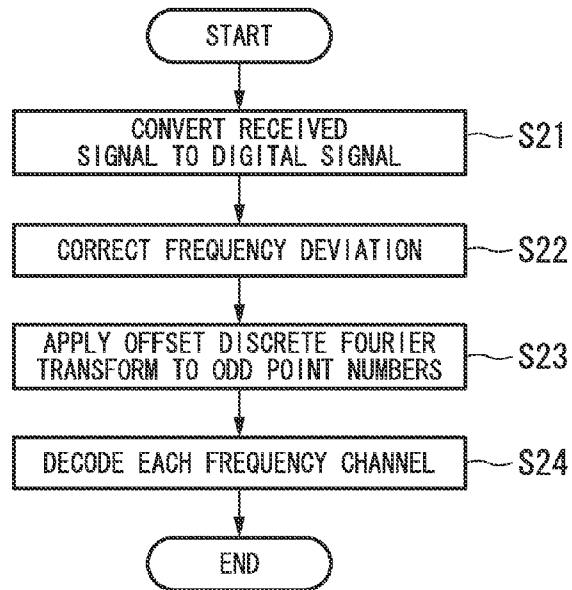 START
CONVERT RECEIVED
SIGNAL TO DIGITAL SIGNAL
S21
CORRECT FREQUENCY DEVIATION
S22
APPLY OFFSET DISCRETE FOURIER
TRANSFORM TO ODD POINT NUMBERS
S23
DECODE EACH FREQUENCY CHANNEL
S24
END